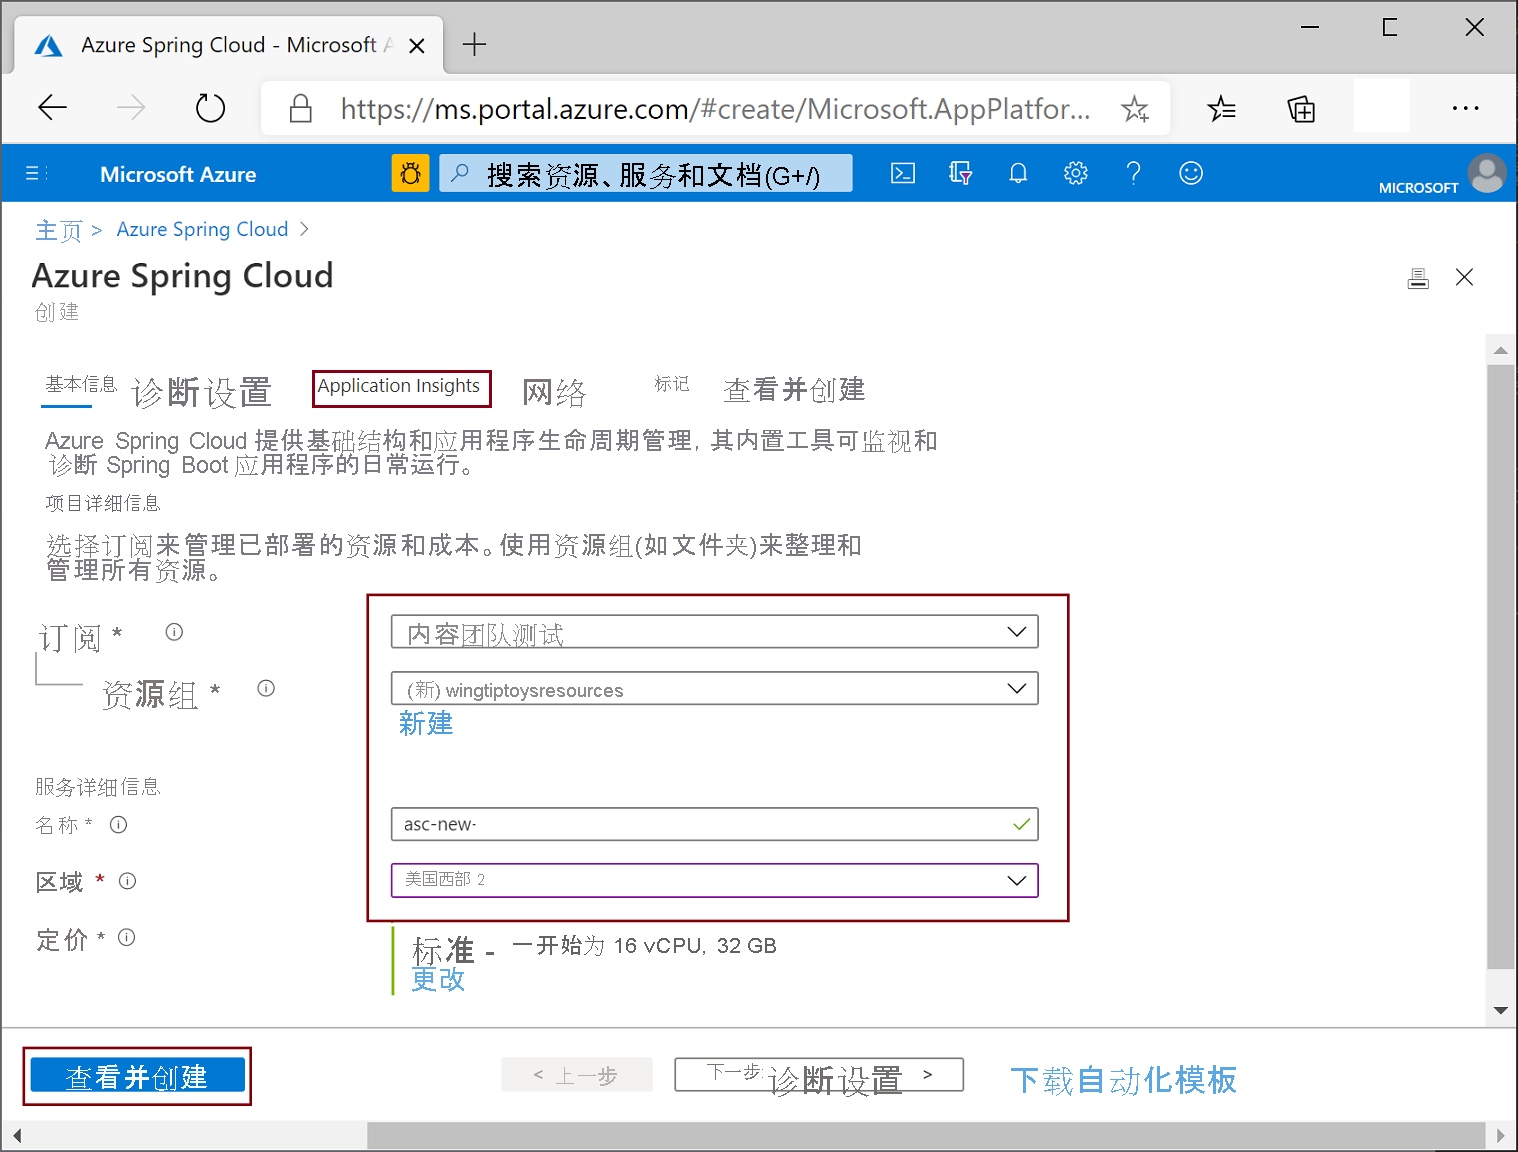 Azure Spring Cloud - Microsoft A
https://ms.portal.azure.com/#create/Microsoft.AppPlatfor...
Microsoft Azure
搜索资源、服务和文档(G+/)
MICROSOFT
主页 > Azure Spring Cloud >
Azure Spring Cloud
创建
基本信息 诊断设置 Application Insights 网络 标记 查看并创建
Azure Spring Cloud 提供基础结构和应用程序生命周期管理, 其内置工具可监视和
诊断 Spring Boot 应用程序的日常运行。
项目详细信息
选择订阅来管理已部署的资源和成本。使用资源组(如文件夹)来整理和
管理所有资源。
订阅 * 内容团队测试
资源组 * (新) wingtiptoysresources
新建
服务详细信息
名称 * asc-new-
区域 * 美国西部 2
定价 * 标准 - 一开始为 16 vCPU, 32 GB
更改
查看并创建 < 上一步 下一步: 诊断设置 > 下载自动化模板